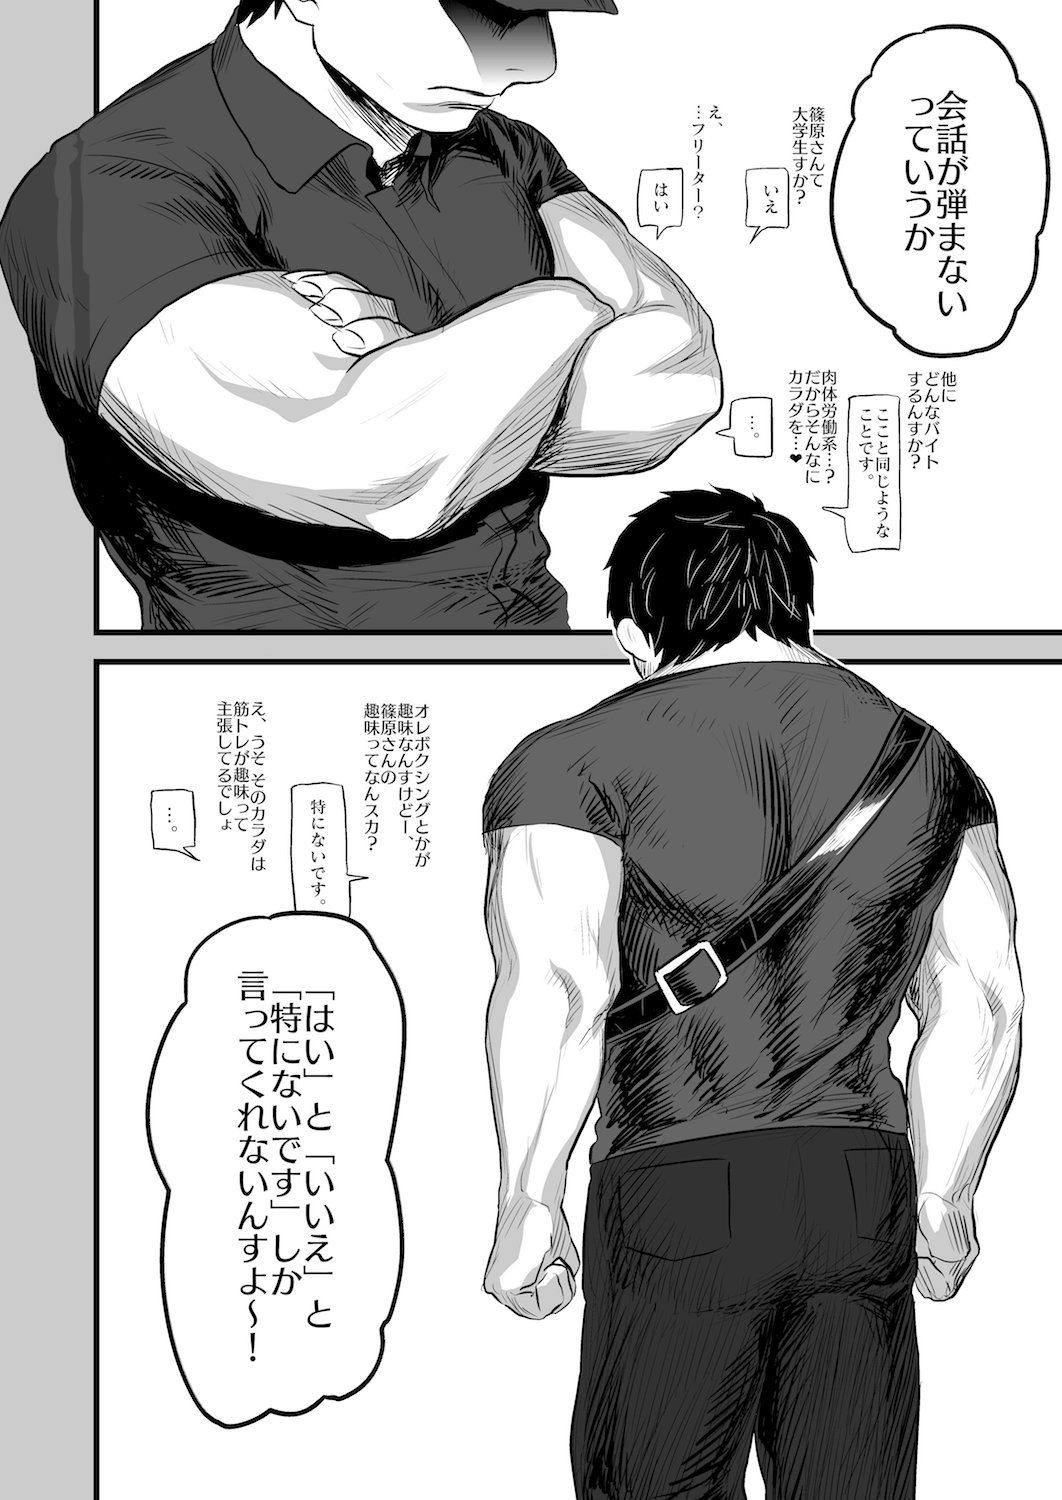 会話が弾まない
っていうか
篠原さんて
大学生すか？
いえ
え、
…フリーター？
はい
他に
どんなバイト
するんすか？
ここと同じような
ことです。
肉体労働系…？
だからそんなに
カラダを…❤
…。
オレボクシングとかが
趣味なんすけどー、
篠原さんの
趣味ってなんスカ？
特にないです。
え、うそ そのカラダは
筋トレが趣味って
主張してるでしょ
…。
「はい」と「いいえ」と
「特にないです」しか
言ってくれないんすよ～！